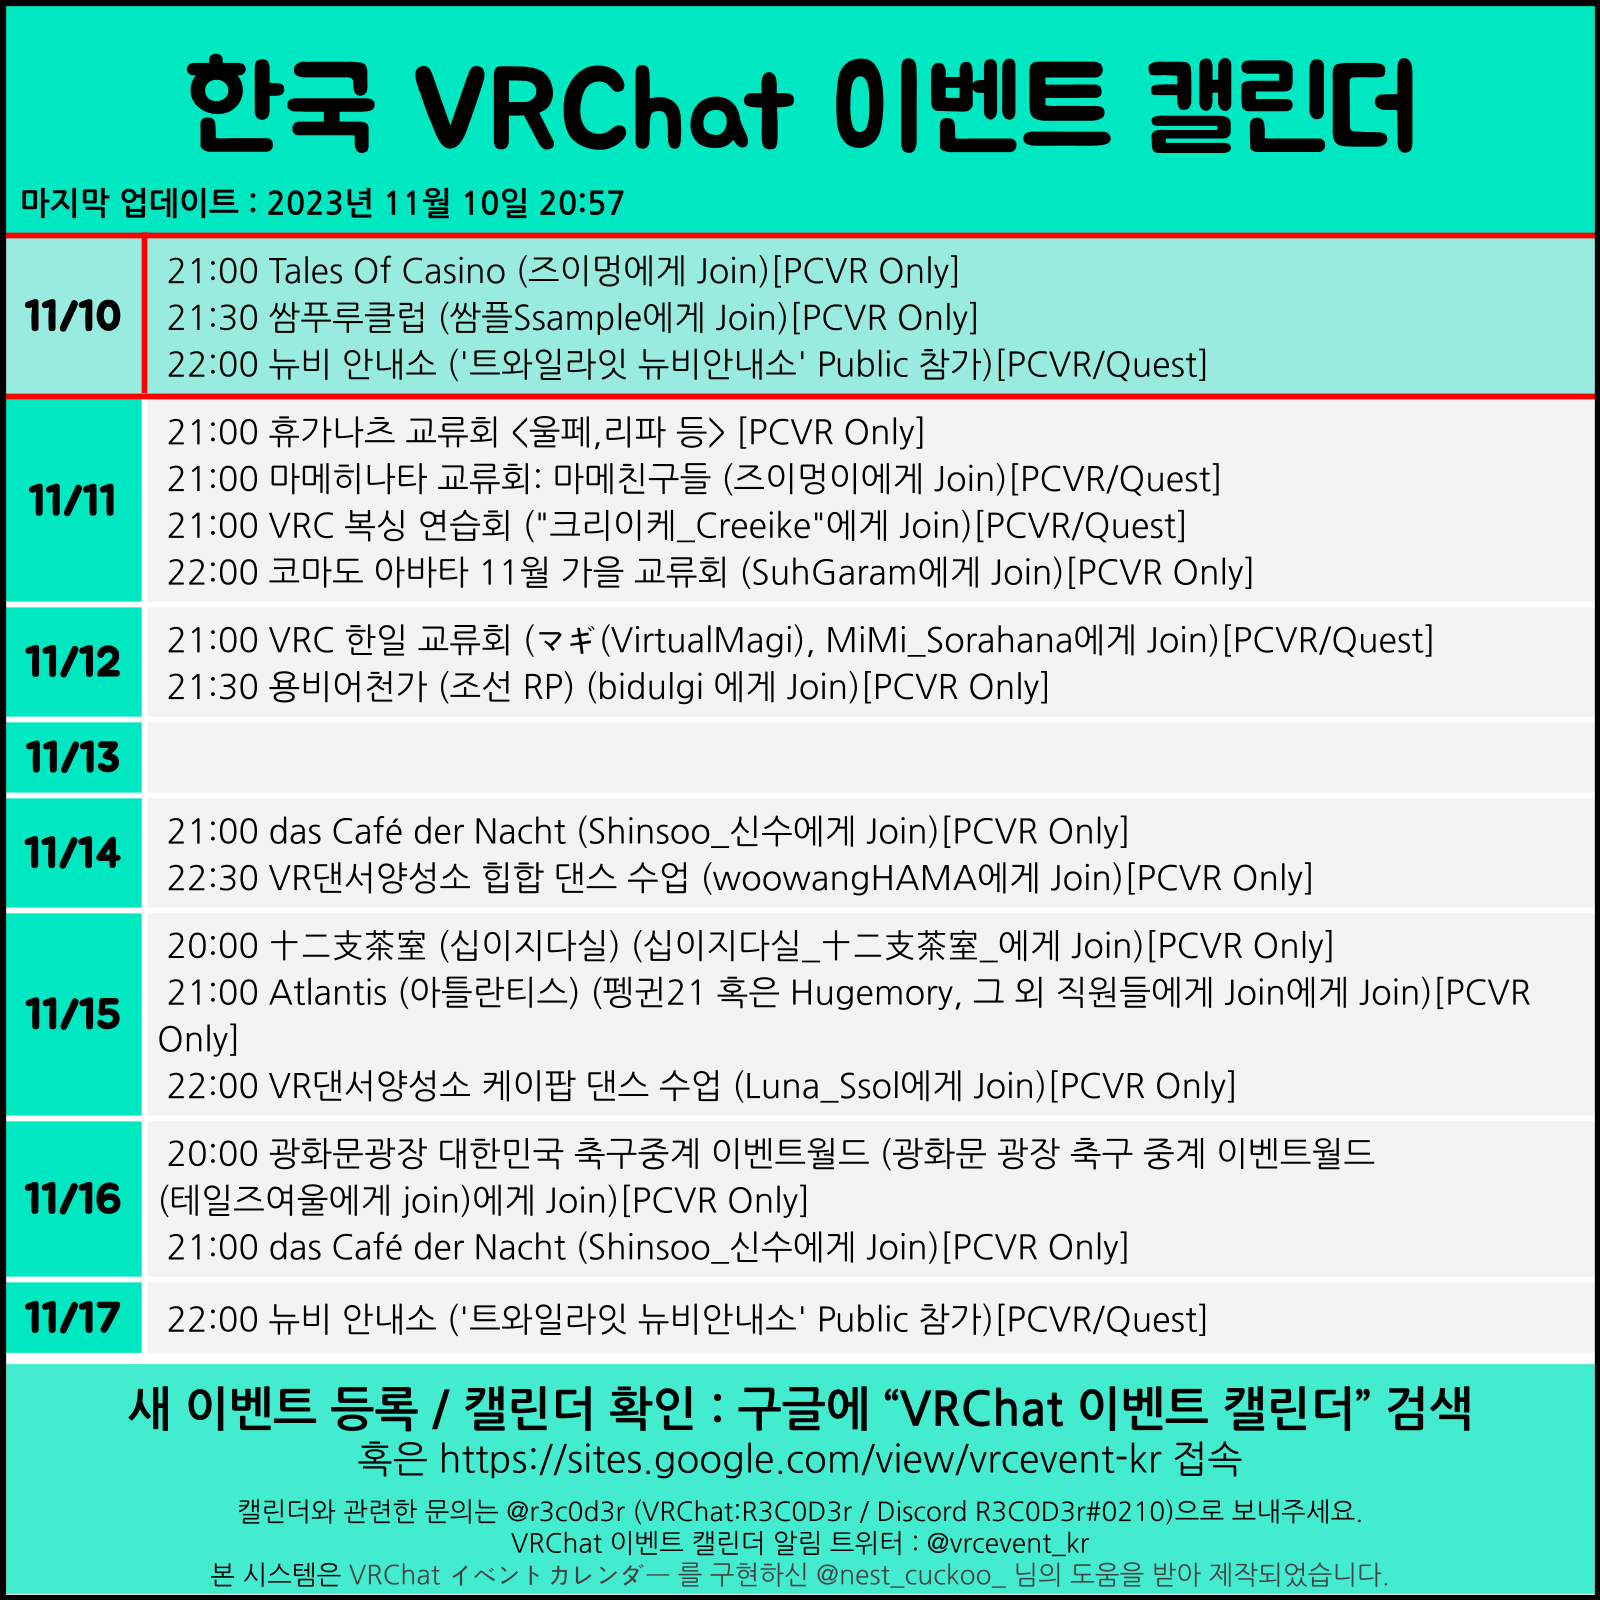 한국 VRChat 이벤트 캘린더
마지막 업데이트 : 2023년 11월 10일 20:57
11/10
21:00 Tales Of Casino (즈이멍에게 Join)[PCVR Only]
21:30 쌈푸루클럽 (쌈플Ssample에게 Join)[PCVR Only]
22:00 뉴비 안내소 ('트와일라잇 뉴비안내소' Public 참가)[PCVR/Quest]
11/11
21:00 휴가나츠 교류회 <울페,리파 등> [PCVR Only]
21:00 마메히나타 교류회: 마메친구들 (즈이멍이에게 Join)[PCVR/Quest]
21:00 VRC 복싱 연습회 ("크리이케_Creeike"에게 Join)[PCVR/Quest]
22:00 코마도 아바타 11월 가을 교류회 (SuhGaram에게 Join)[PCVR Only]
11/12
21:00 VRC 한일 교류회 (マギ(VirtualMagi), MiMi_Sorahana에게 Join)[PCVR/Quest]
21:30 용비어천가 (조선 RP) (bidulgi 에게 Join)[PCVR Only]
11/13
11/14
21:00 das Café der Nacht (Shinsoo_신수에게 Join)[PCVR Only]
22:30 VR댄서양성소 힙합 댄스 수업 (woowangHAMA에게 Join)[PCVR Only]
11/15
20:00 十二支茶室 (십이지다실) (십이지다실_十二支茶室_에게 Join)[PCVR Only]
21:00 Atlantis (아틀란티스) (펭귄21 혹은 Hugemory, 그 외 직원들에게 Join에게 Join)[PCVR
Only]
22:00 VR댄서양성소 케이팝 댄스 수업 (Luna_Ssol에게 Join)[PCVR Only]
11/16
20:00 광화문광장 대한민국 축구중계 이벤트월드 (광화문 광장 축구 중계 이벤트월드
(테일즈여울에게 join)에게 Join)[PCVR Only]
21:00 das Café der Nacht (Shinsoo_신수에게 Join)[PCVR Only]
11/17
22:00 뉴비 안내소 ('트와일라잇 뉴비안내소' Public 참가)[PCVR/Quest]
새 이벤트 등록 / 캘린더 확인 : 구글에 “VRChat 이벤트 캘린더” 검색
혹은 https://sites.google.com/view/vrcevent-kr 접속
캘린더와 관련한 문의는 @r3c0d3r (VRChat:R3C0D3r / Discord R3C0D3r#0210)으로 보내주세요.
VRChat 이벤트 캘린더 알림 트위터 : @vrcevent_kr
본 시스템은 VRChat イベントカレンダー 를 구현하신 @nest_cuckoo_ 님의 도움을 받아 제작되었습니다.